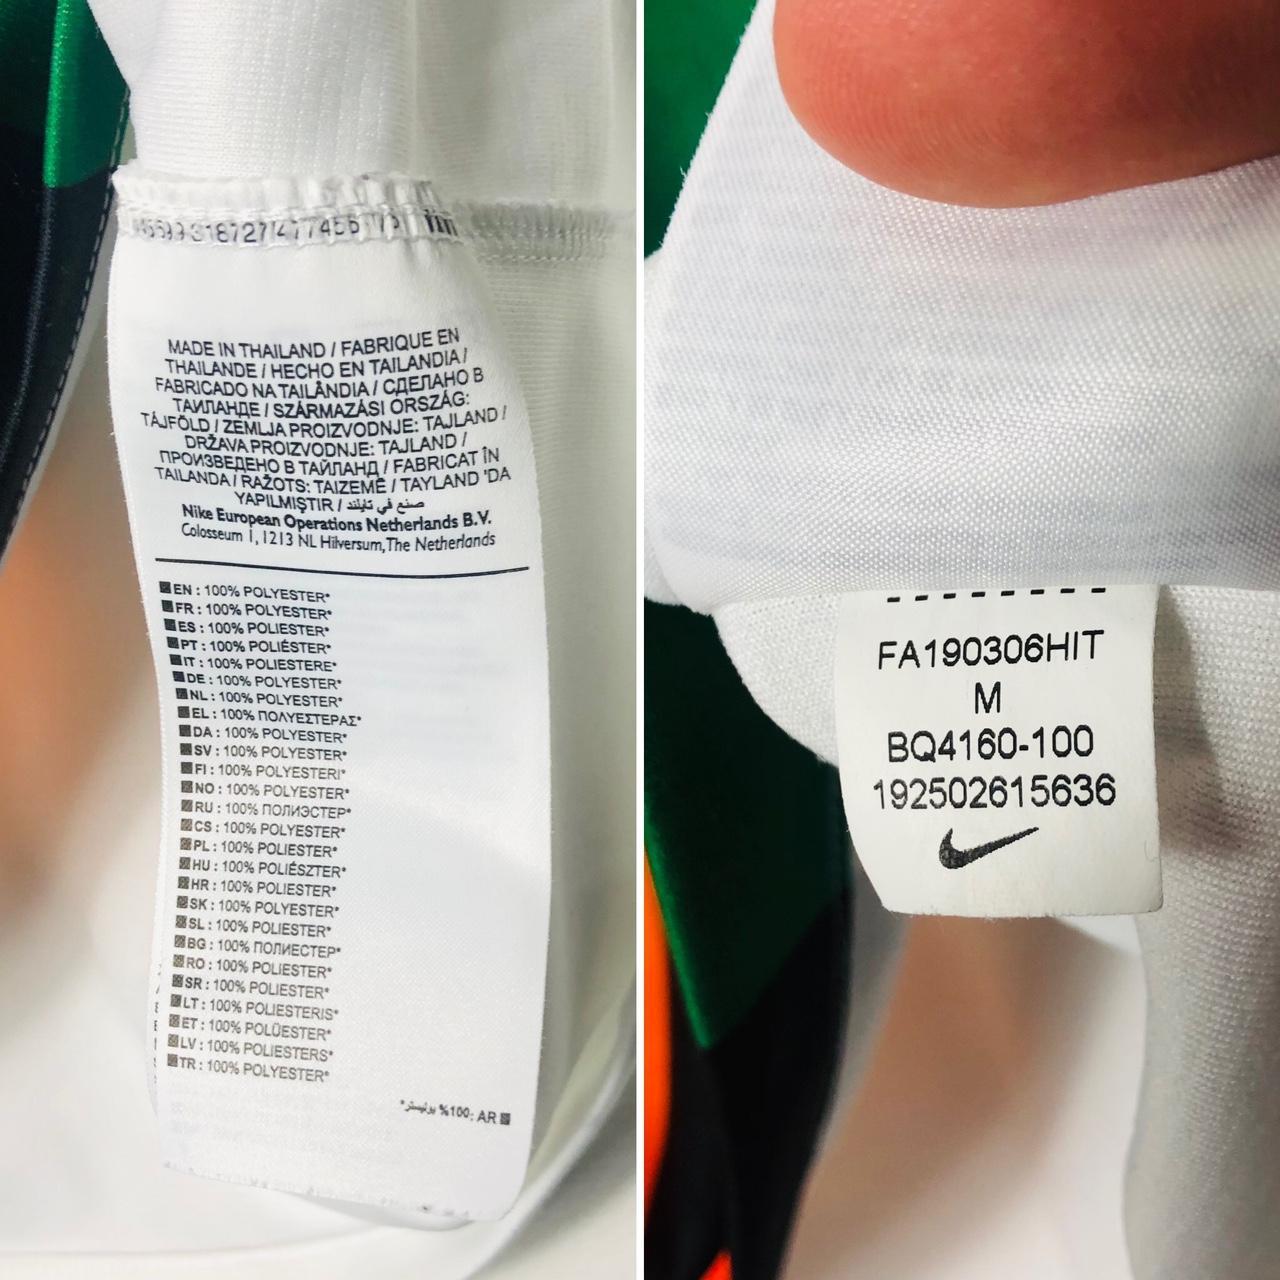 MADE IN THAILAND / FABRIQUE EN
THAILANDE / HECHO EN TAILANDIA /
FABRICADO NA TAILÂNDIA / СДЕЛАНО В
ТАИЛАНДЕ / SZÁRMAZÁSI ORSZÁG:
TÁJFÖLD / ZEMLJA PROIZVODNJE: TAJLAND /
DRŽAVA PROIZVODNJE: TAJLAND /
ПРОИЗВЕДЕНО В ТАЙЛАНД / FABRICAT ÎN
TAILANDA / RAŽOTS: TAIZEMĒ / TAYLAND 'DA
YAPILMIŞTIR / صنع في تايلند
Nike European Operations Netherlands B.V.
Colosseum 1, 1213 NL Hilversum, The Netherlands
EN : 100% POLYESTER*
FR : 100% POLYESTER*
ES : 100% POLIESTER*
PT : 100% POLIÉSTER*
IT : 100% POLIESTERE*
DE : 100% POLYESTER*
NL : 100% POLYESTER*
EL : 100% ΠΟΛΥΕΣΤΕΡΑΣ*
DA : 100% POLYESTER*
SV : 100% POLYESTER*
FI : 100% POLYESTERI*
NO : 100% POLYESTER*
RU : 100% ПОЛИЭСТЕР*
CS : 100% POLYESTER*
PL : 100% POLIESTER*
HU : 100% POLIÉSZTER*
HR : 100% POLIESTER*
SK : 100% POLYESTER*
SL : 100% POLIESTER*
BG : 100% ПОЛИЕСТЕР*
RO : 100% POLIESTER*
SR : 100% POLIESTER*
LT : 100% POLIESTERIS*
ET : 100% POLÜESTER*
LV : 100% POLIESTERS*
TR : 100% POLYESTER*
AR :100% بوليستر*
FA190306HIT
M
BQ4160-100
192502615636